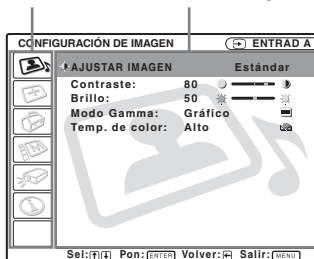 CONFIGURACIÓN DE IMAGEN ENTRAD A
AJUSTAR IMAGEN Estándar
Contraste: 80
Brillo: 50
Modo Gamma: Gráfico
Temp. de color: Alto
Sel: Pon: ENTER Volver: Salir: MENU